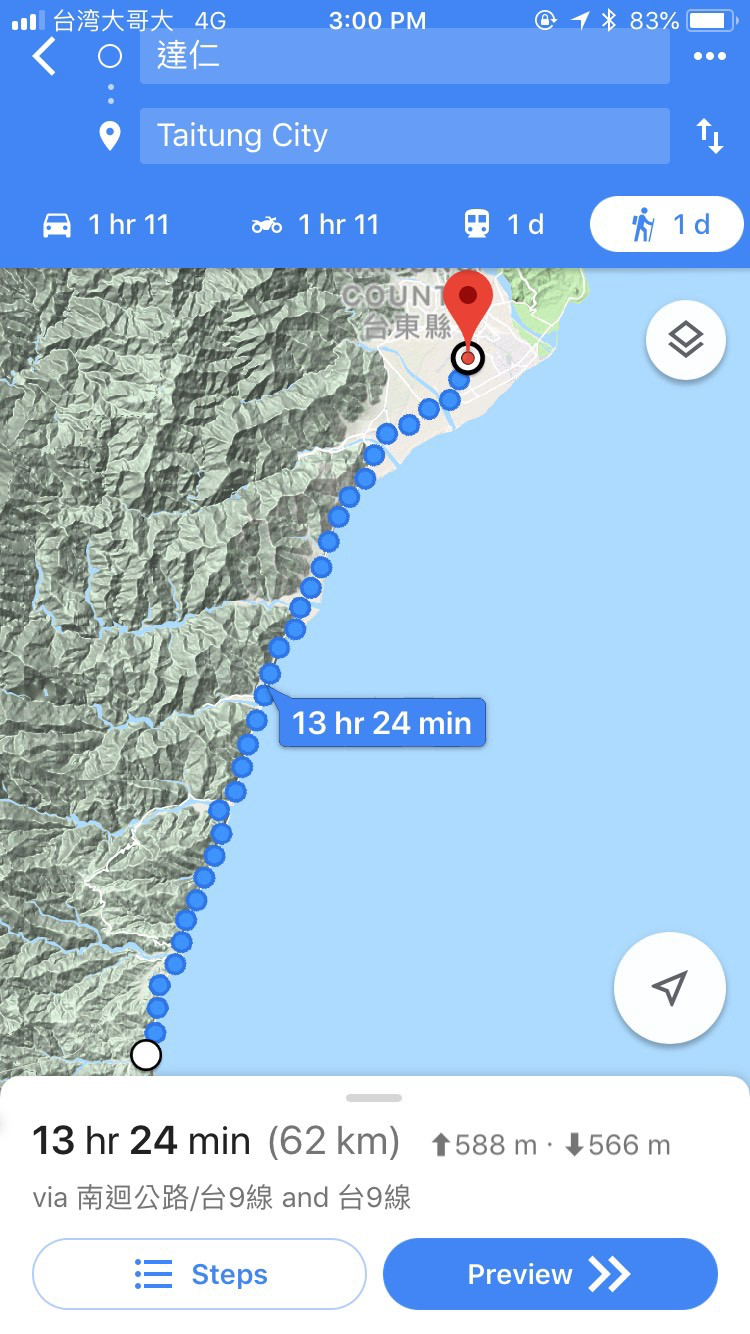 台湾大哥大 4G 3:00 PM 83%
達仁
Taitung City
1 hr 11 1 hr 11 1 d 1 d
COUNT
台東縣
13 hr 24 min
13 hr 24 min (62 km) 588 m · 566 m
via 南迴公路/台9線 and 台9線
Steps Preview